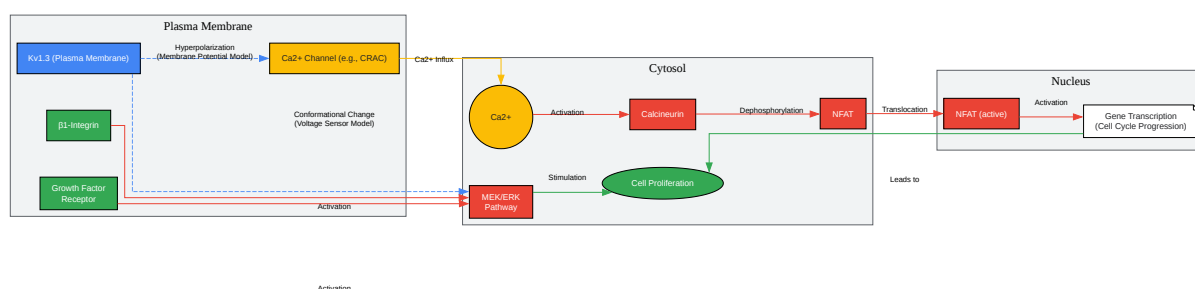 Plasma Membrane
Kv1.3 (Plasma Membrane)
Hyperpolarization
(Membrane Potential Model)
Ca2+ Channel (e.g., CRAC)
Ca2+ Influx
β1-Integrin
Conformational Change
(Voltage Sensor Model)
Growth Factor
Receptor
Activation
Cytosol
Ca2+
Activation
Calcineurin
Dephosphorylation
NFAT
Translocation
MEK/ERK
Pathway
Stimulation
Cell Proliferation
Nucleus
NFAT (active)
Activation
Gene Transcription
(Cell Cycle Progression)
Leads to
Activation